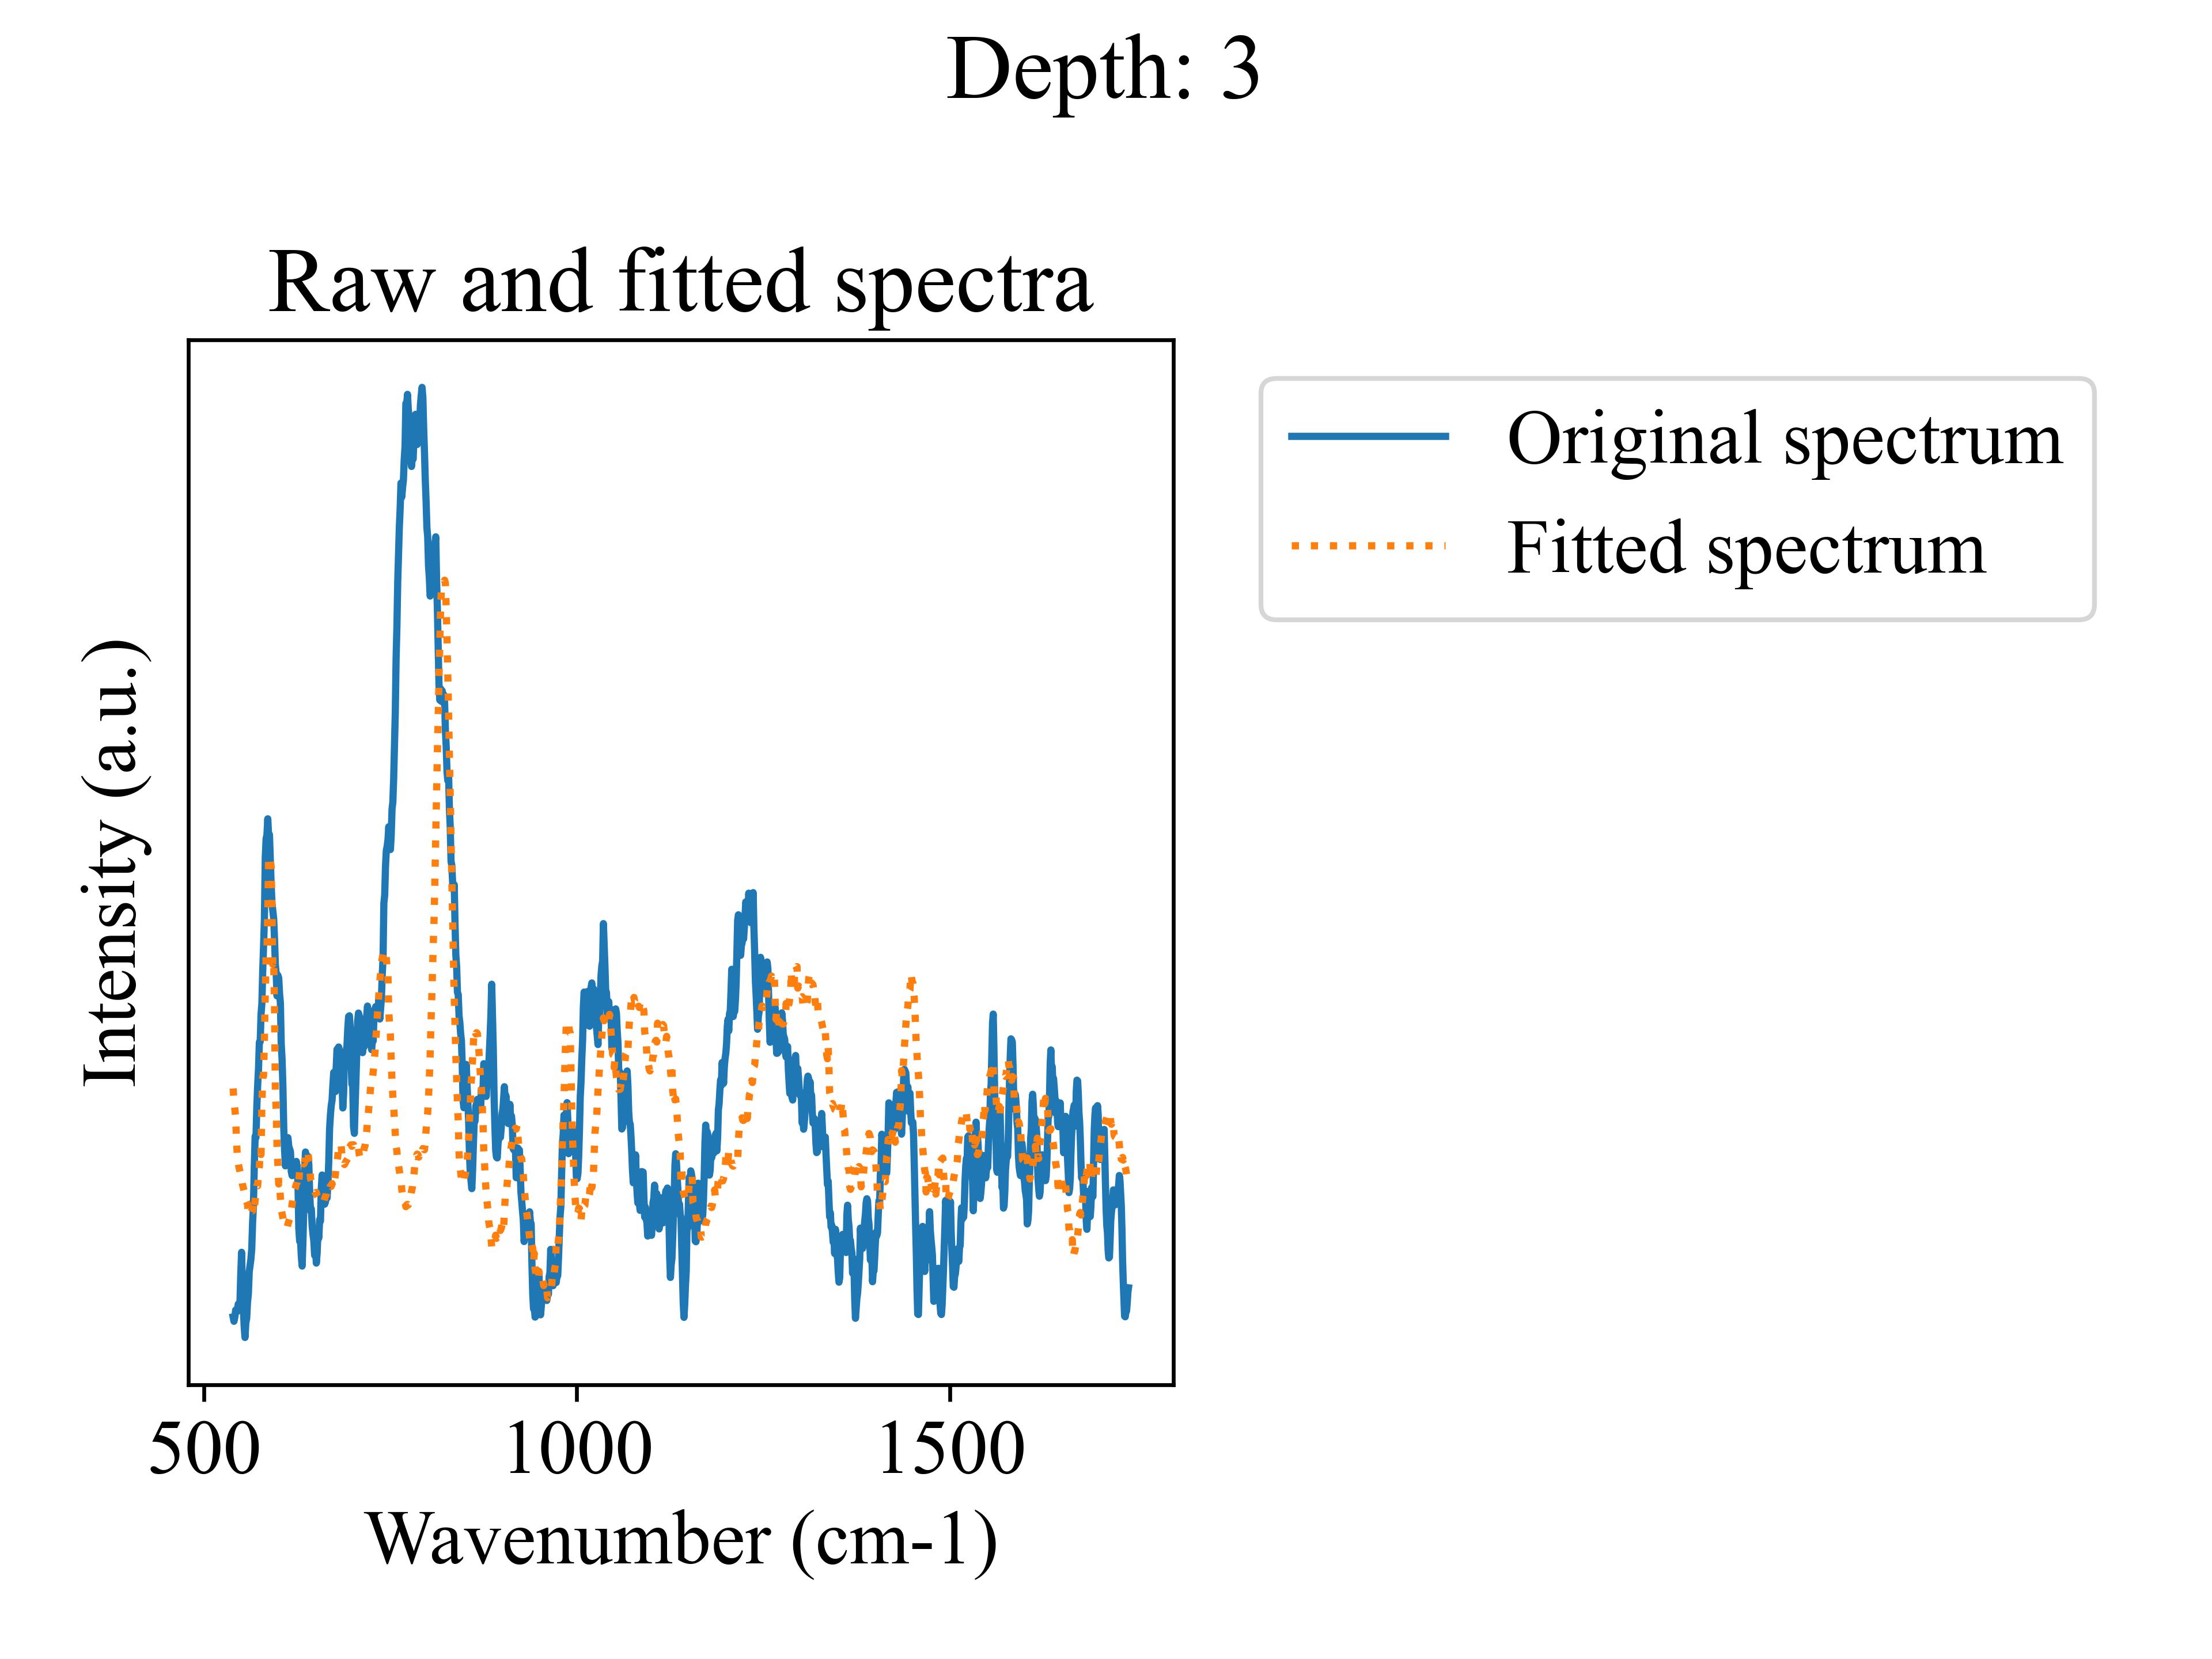 Depth: 3
Raw and fitted spectra
Original spectrum
Fitted spectrum
Intensity (a.u.)
500 1000 1500
Wavenumber (cm-1)